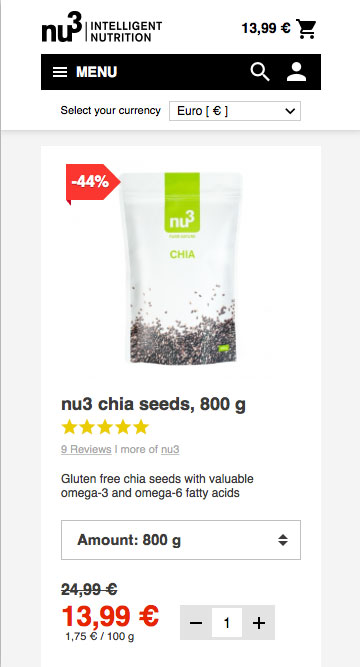 nu3 INTELLIGENT NUTRITION
13,99 €
MENU
Select your currency
Euro [ € ]
-44%
nu3
CHIA
nu3 chia seeds, 800 g
9 Reviews | more of nu3
Gluten free chia seeds with valuable
omega-3 and omega-6 fatty acids
Amount: 800 g
24,99 €
13,99 €
1,75 € / 100 g
− 1 +